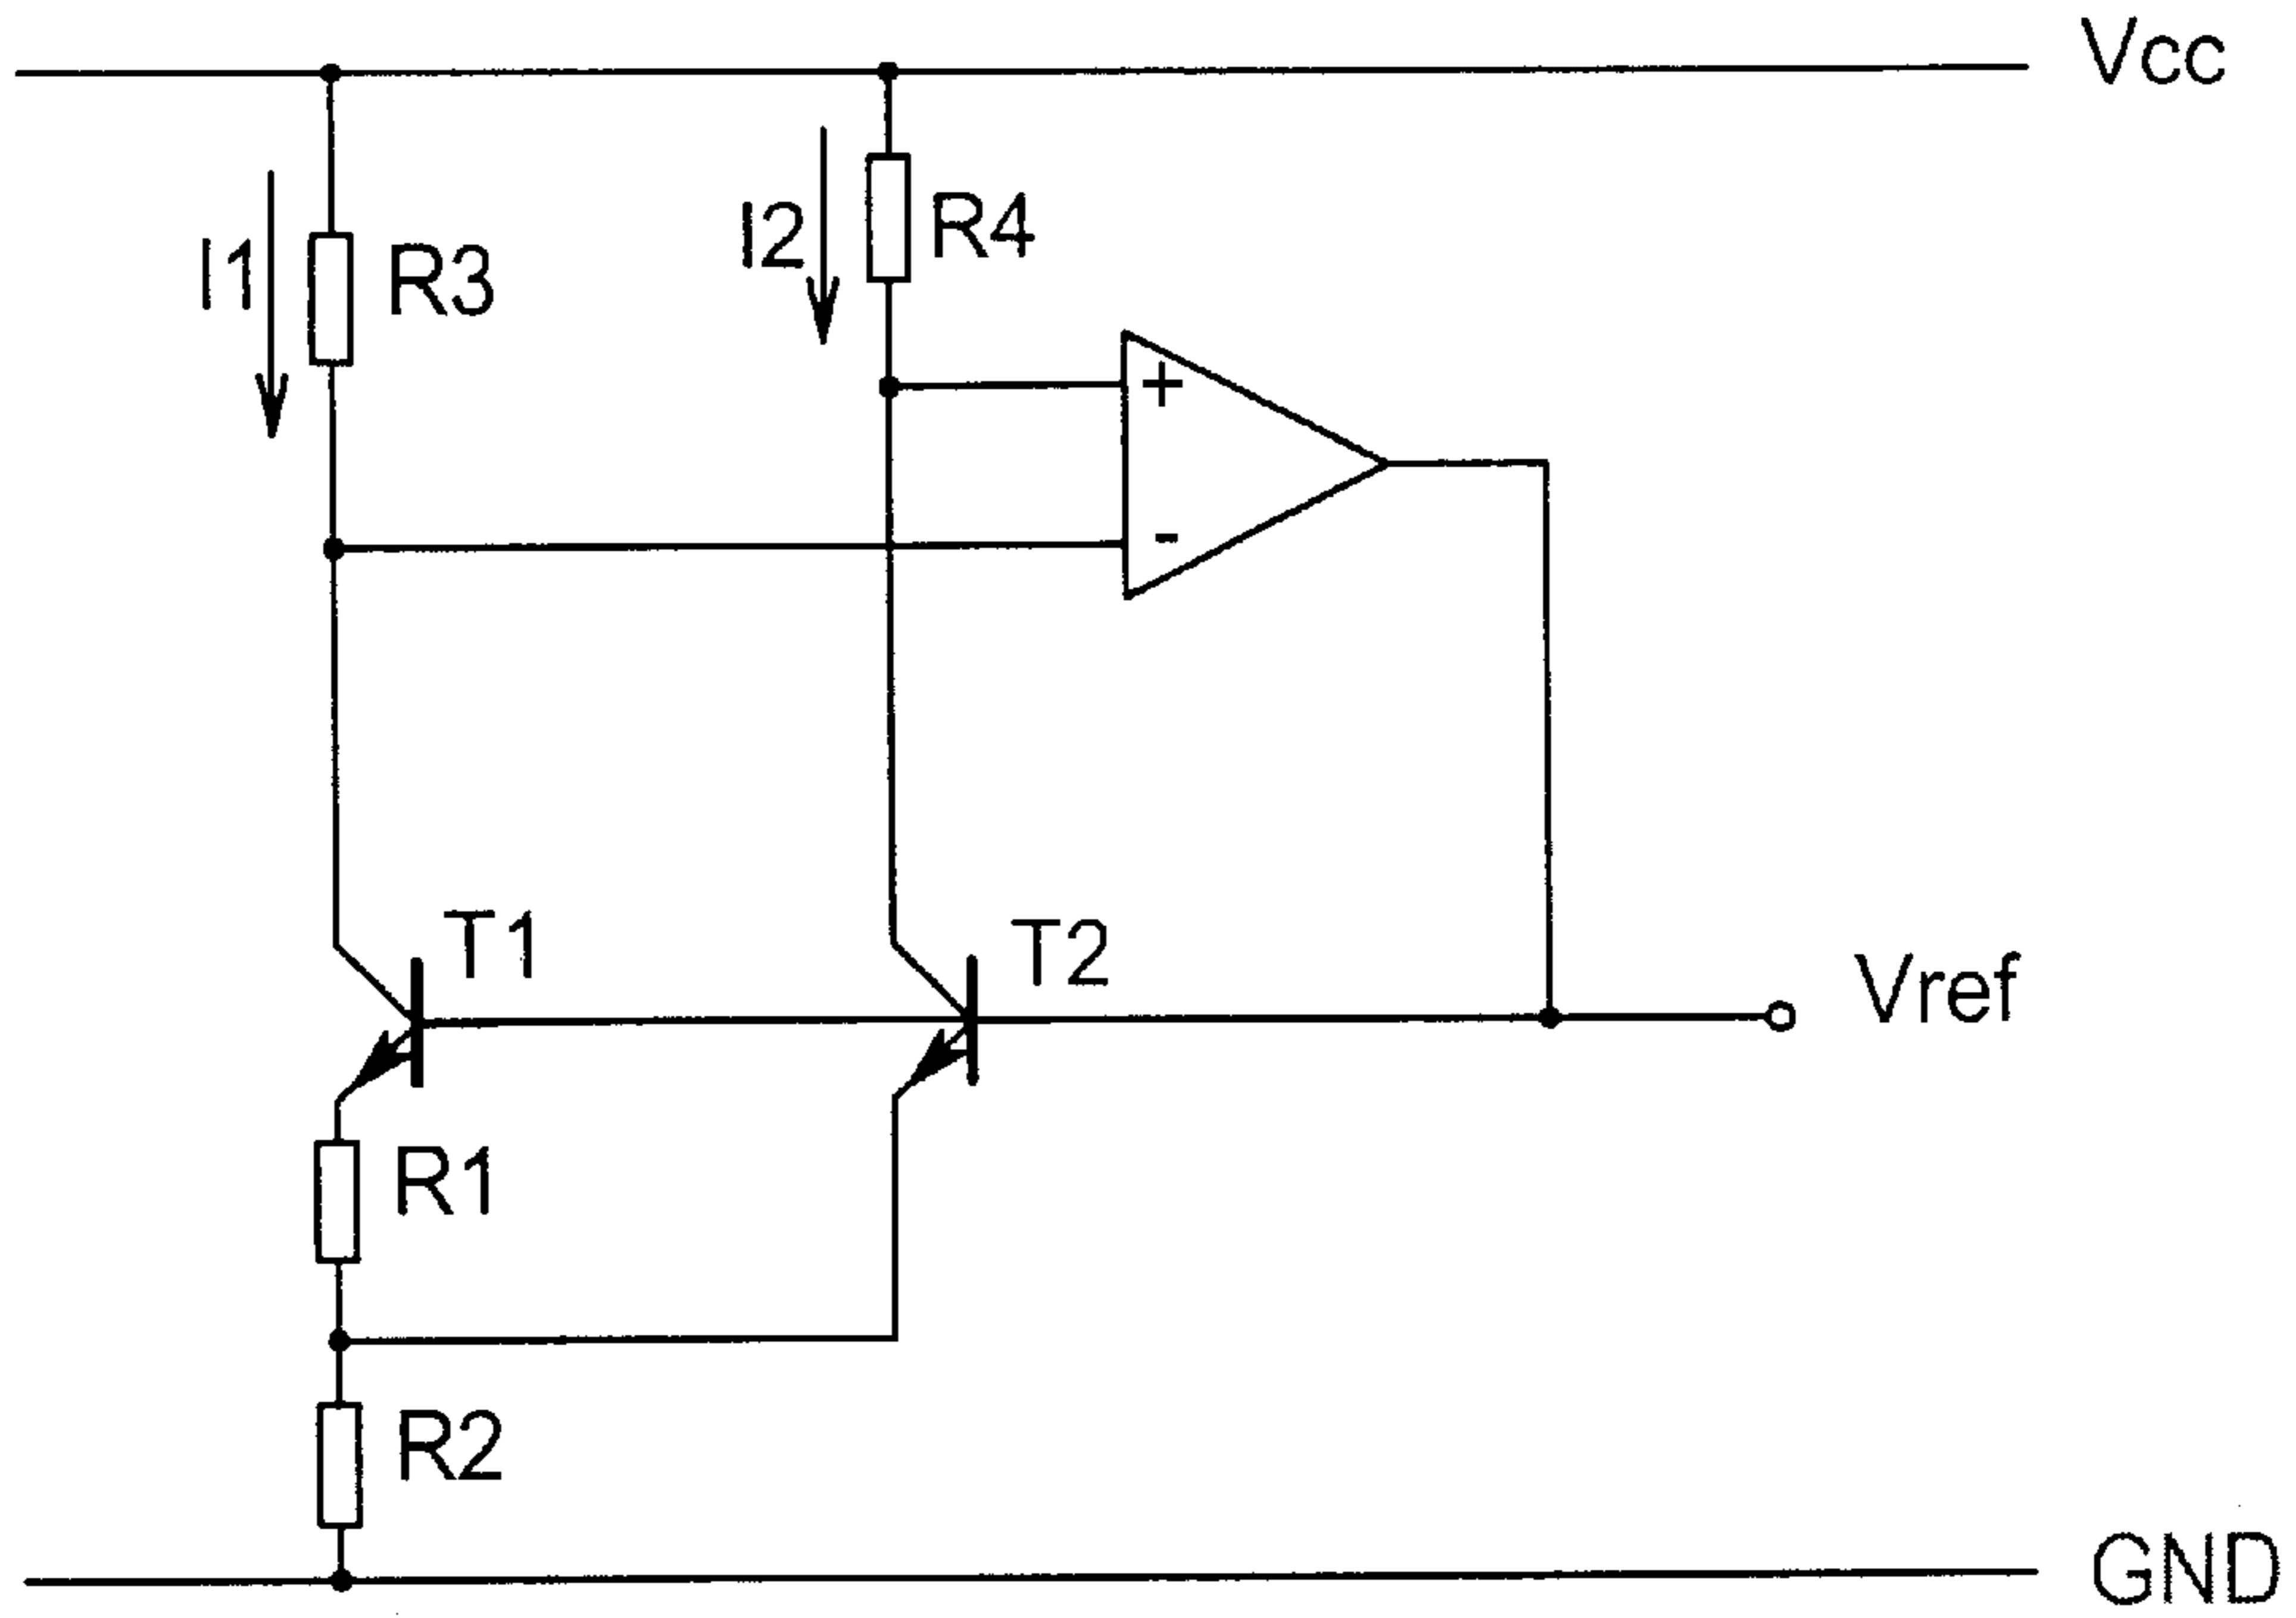 Vcc
I1
R3
I2
R4
+
-
T1
T2
Vref
R1
R2
GND